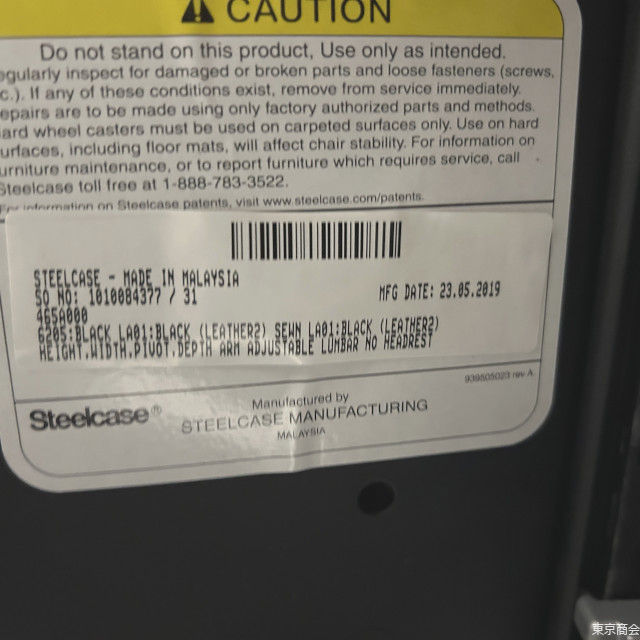 CAUTION
Do not stand on this product, Use only as intended.
egularly inspect for damaged or broken parts and loose fasteners (screws,
c.). If any of these conditions exist, remove from service immediately.
epairs are to be made using only factory authorized parts and methods.
ard wheel casters must be used on carpeted surfaces only. Use on hard
urfaces, including floor mats, will affect chair stability. For information on
urniture maintenance, or to report furniture which requires service, call
Steelcase toll free at 1-888-783-3522.
For information on Steelcase patents, visit www.steelcase.com/patents.
STEELCASE - MADE IN MALAYSIA
SO NO: 1010084377 / 31 MFG DATE: 23.05.2019
465A000
6205:BLACK LA01:BLACK (LEATHER2) SEWN LA01:BLACK (LEATHER2)
HEIGHT,WIDTH,PIVOT,DEPTH ARM ADJUSTABLE LUMBAR NO HEADREST
939505023 rev A
Steelcase®
Manufactured by
STEELCASE MANUFACTURING
MALAYSIA
東京商会